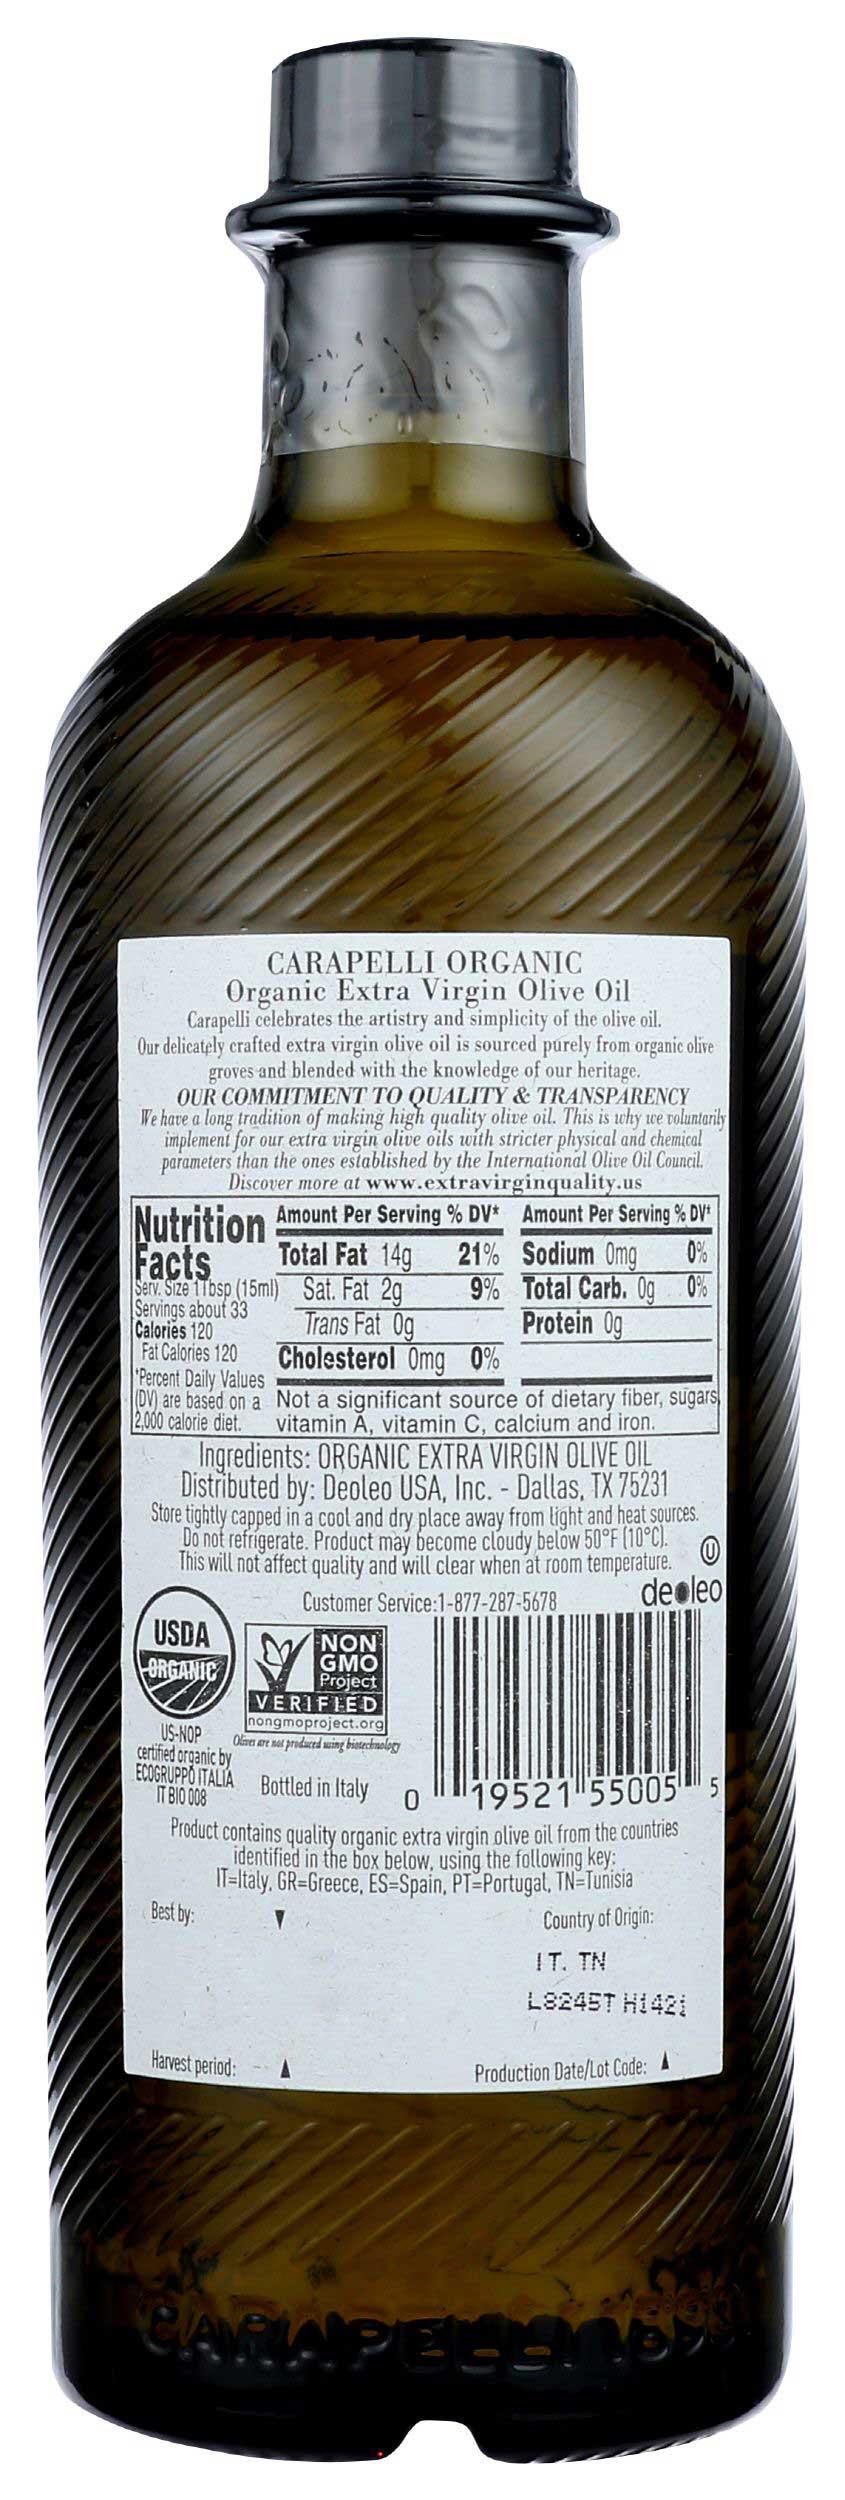 CARAPELLI ORGANIC
Organic Extra Virgin Olive Oil
Carapelli celebrates the artistry and simplicity of the olive oil.
Our delicately crafted extra virgin olive oil is sourced purely from organic olive
groves and blended with the knowledge of our heritage.
OUR COMMITMENT TO QUALITY & TRANSPARENCY
We have a long tradition of making high quality olive oil. This is why we voluntarily
implement for our extra virgin olive oils with stricter physical and chemical
parameters than the ones established by the International Olive Oil Council.
Discover more at www.extravirginquality.us
Nutrition
Facts
Serv. Size 1Tbsp (15ml)
Servings about 33
Calories 120
Fat Calories 120
*Percent Daily Values
(DV) are based on a
2,000 calorie diet.
Amount Per Serving % DV*
Total Fat 14g 21%
Sat. Fat 2g 9%
Trans Fat 0g
Cholesterol 0mg 0%
Amount Per Serving % DV*
Sodium 0mg 0%
Total Carb. 0g 0%
Protein 0g
Not a significant source of dietary fiber, sugars,
vitamin A, vitamin C, calcium and iron.
Ingredients: ORGANIC EXTRA VIRGIN OLIVE OIL
Distributed by: Deoleo USA, Inc. - Dallas, TX 75231
Store tightly capped in a cool and dry place away from light and heat sources.
Do not refrigerate. Product may become cloudy below 50°F (10°C).
This will not affect quality and will clear when at room temperature.
U
deoleo
Customer Service:1-877-287-5678
USDA
ORGANIC
US-NOP
certified organic by
ECOGRUPPO ITALIA
IT BIO 008
NON
GMO
Project
VERIFIED
nongmoproject.org
Olives are not produced using biotechnology
Bottled in Italy
0 19521 55005 5
Product contains quality organic extra virgin olive oil from the countries
identified in the box below, using the following key:
IT=Italy, GR=Greece, ES=Spain, PT=Portugal, TN=Tunisia
Best by:
Country of Origin:
IT. TN
L8245T H1421
Harvest period:
Production Date/Lot Code:
CARAPELLI 1893